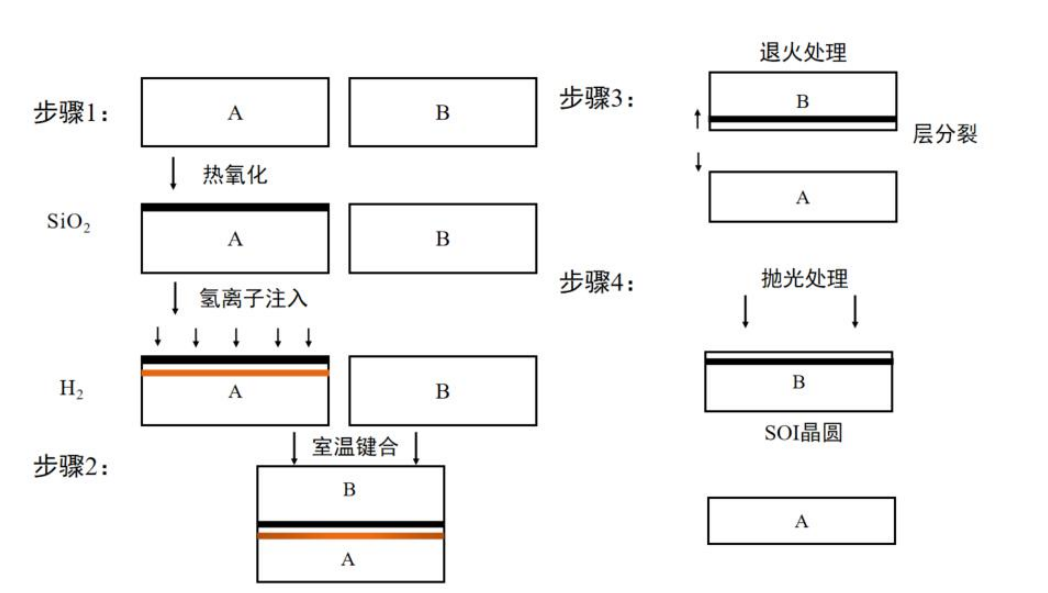 步骤1：
A
B
热氧化
SiO₂
A
B
氢离子注入
H₂
A
B
室温键合
步骤2：
B
A
退火处理
步骤3：
B
层分裂
A
步骤4：
抛光处理
B
SOI晶圆
A